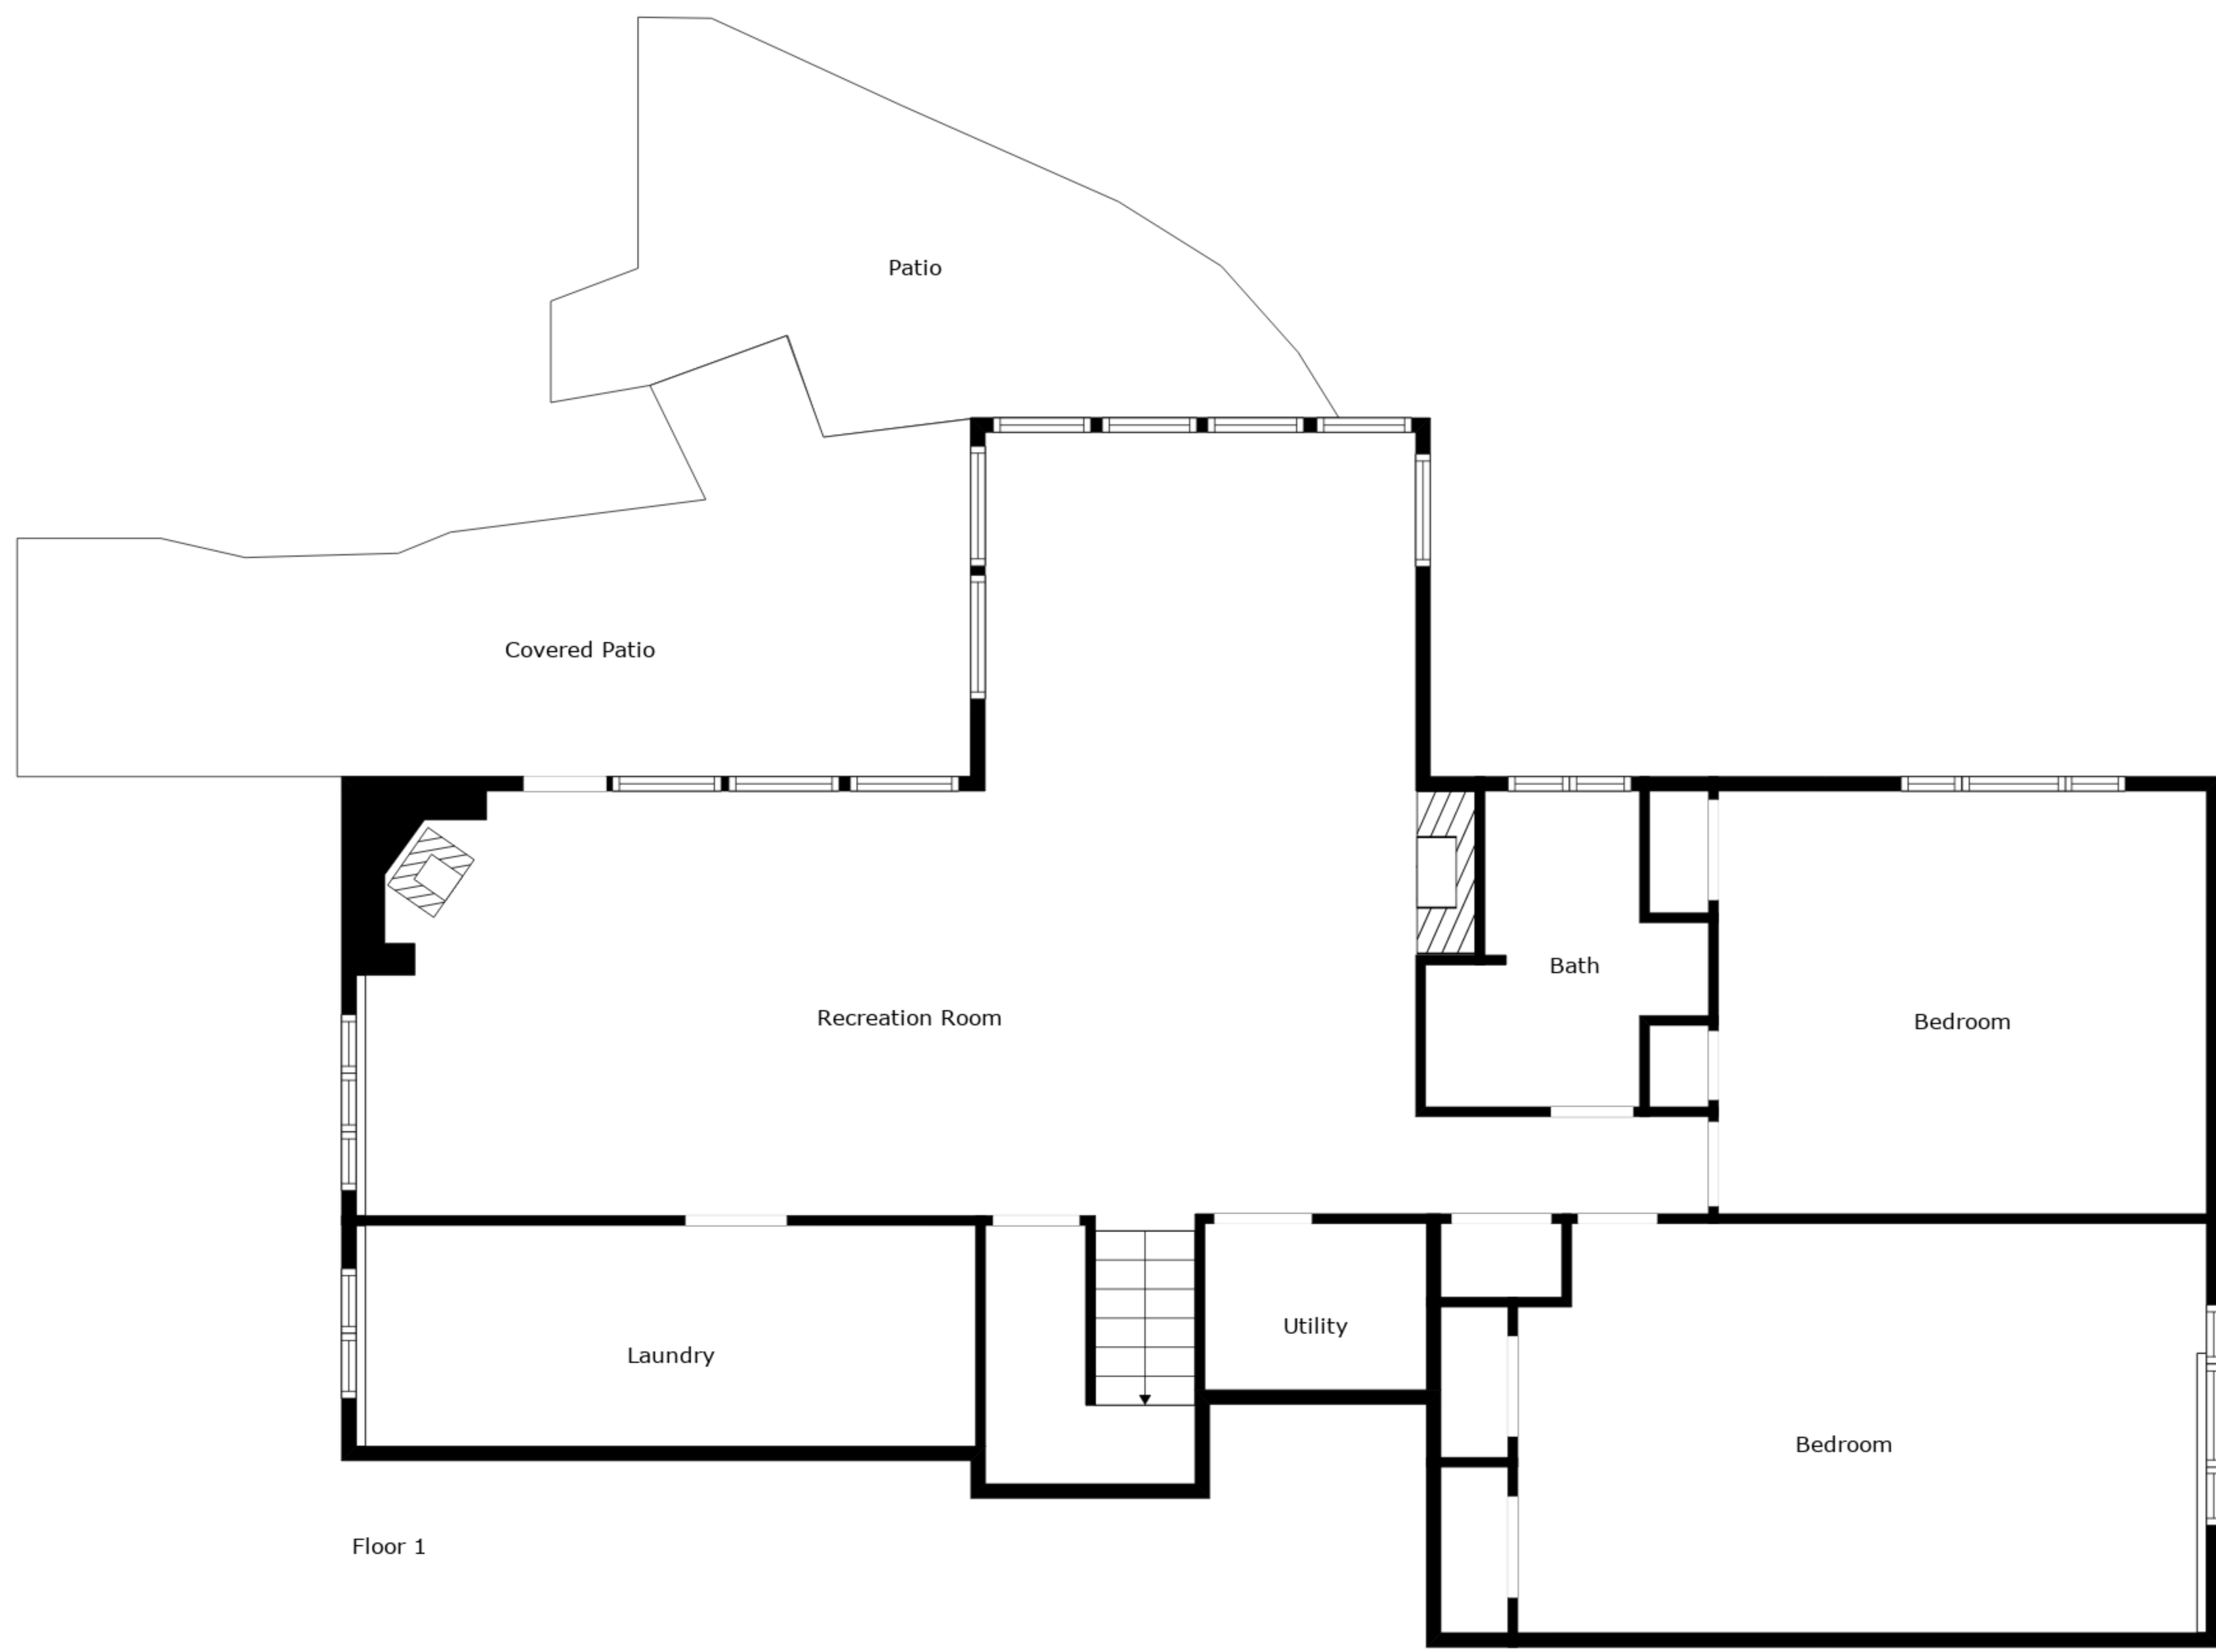 Patio
Covered Patio
Bath
Recreation Room
Bedroom
Utility
Laundry
Bedroom
Floor 1